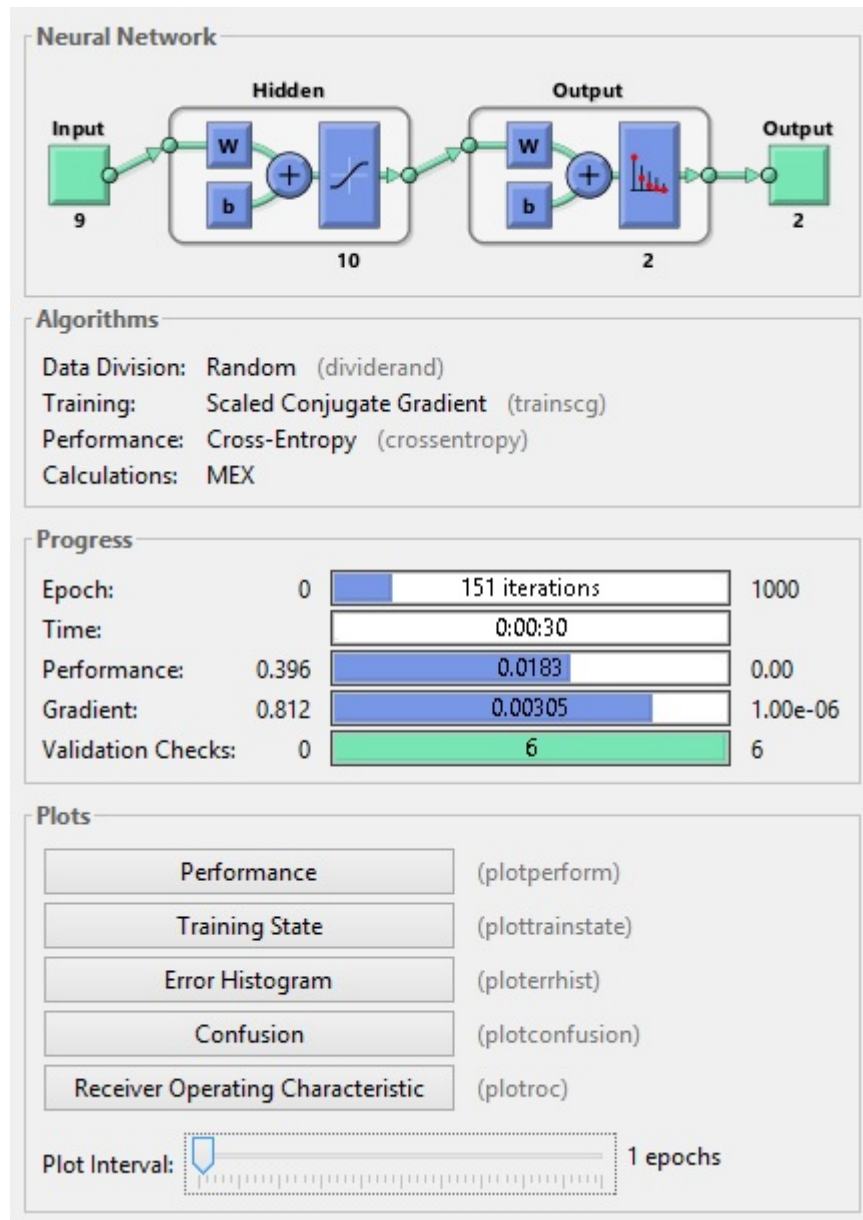 Neural Network
Hidden
Output
Input
Output
W
b
W
b
9
10
2
2
Algorithms
Data Division: Random (dividerand)
Training: Scaled Conjugate Gradient (trainscg)
Performance: Cross-Entropy (crossentropy)
Calculations: MEX
Progress
Epoch: 0 151 iterations 1000
Time: 0:00:30
Performance: 0.396 0.0183 0.00
Gradient: 0.812 0.00305 1.00e-06
Validation Checks: 0 6 6
Plots
Performance (plotperform)
Training State (plottrainstate)
Error Histogram (ploterrhist)
Confusion (plotconfusion)
Receiver Operating Characteristic (plotroc)
Plot Interval: 1 epochs